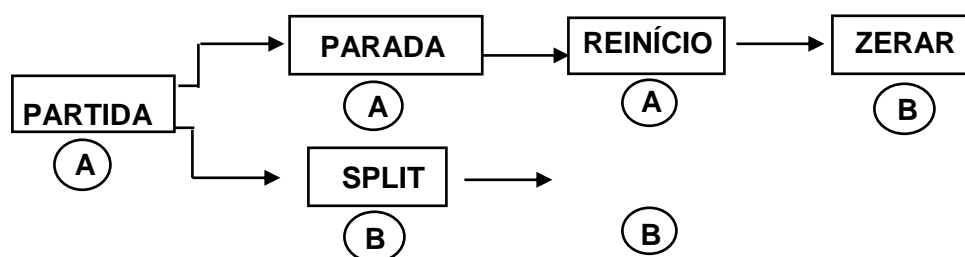 PARADA REINÍCIO ZERAR
PARTIDA
A A B
A
SPLIT
B B